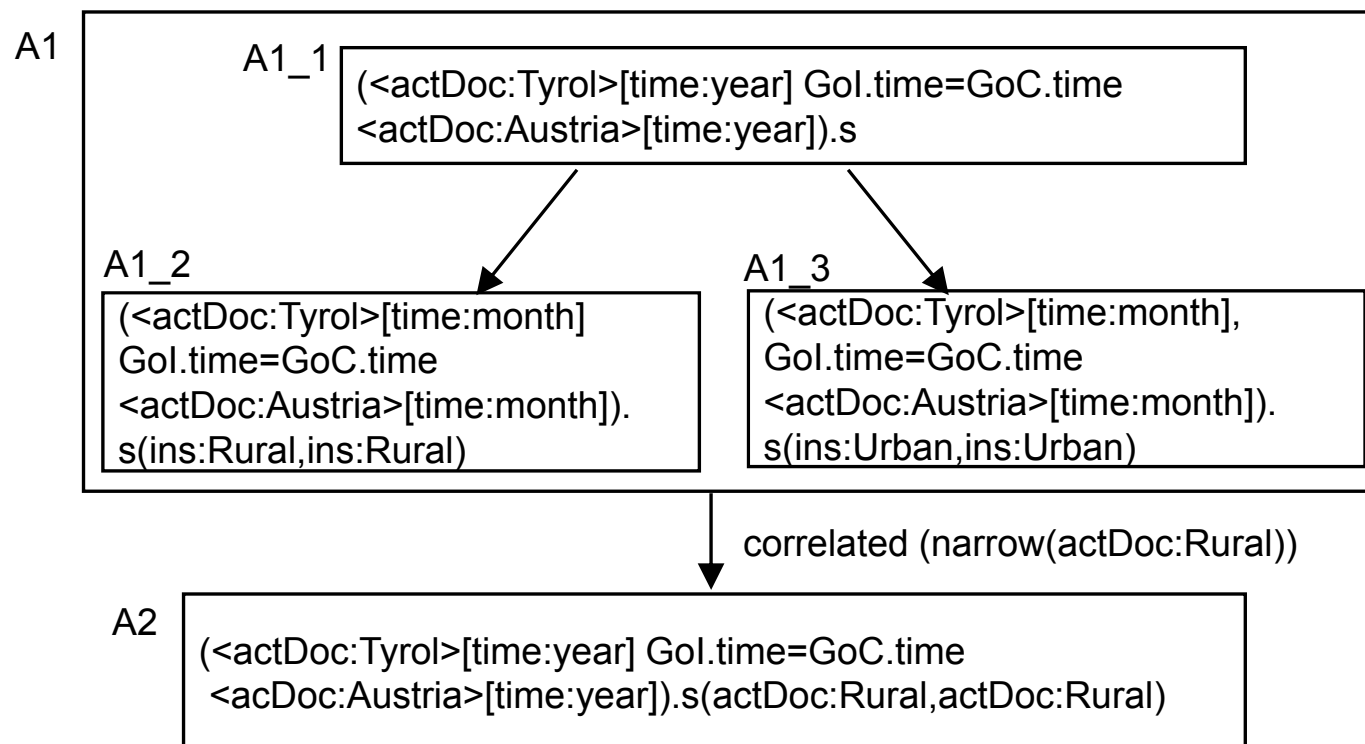 A1
A1_1
(<actDoc:Tyrol>[time:year] GoI.time=GoC.time
<actDoc:Austria>[time:year]).s
A1_2
(<actDoc:Tyrol>[time:month]
GoI.time=GoC.time
<actDoc:Austria>[time:month]).
s(ins:Rural,ins:Rural)
A1_3
(<actDoc:Tyrol>[time:month],
GoI.time=GoC.time
<actDoc:Austria>[time:month]).
s(ins:Urban,ins:Urban)
correlated (narrow(actDoc:Rural))
A2
(<actDoc:Tyrol>[time:year] GoI.time=GoC.time
<acDoc:Austria>[time:year]).s(actDoc:Rural,actDoc:Rural)